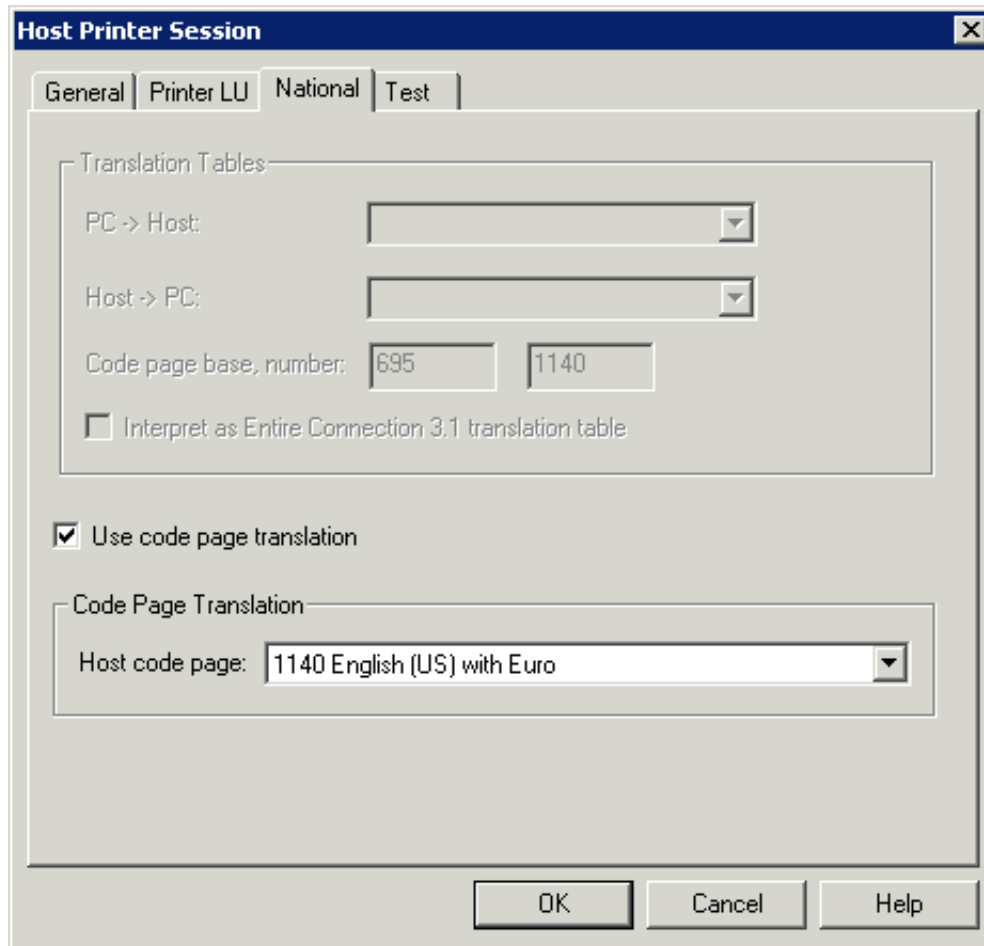 Host Printer Session
General Printer LU National Test
Translation Tables
PC -> Host:
Host -> PC:
Code page base, number: 695 1140
Interpret as Entire Connection 3.1 translation table
Use code page translation
Code Page Translation
Host code page: 1140 English (US) with Euro
OK Cancel Help